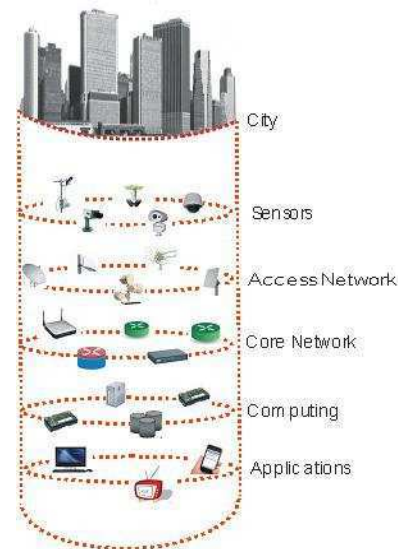 City
Sensors
Access Network
Core Network
Computing
Applications